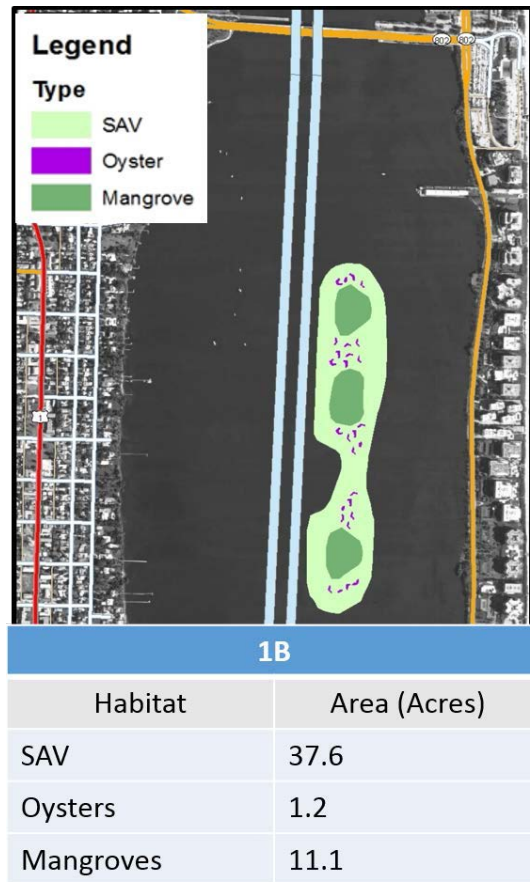 Legend
Type
SAV
Oyster
Mangrove
802 802
1
1B
Habitat Area (Acres)
SAV 37.6
Oysters 1.2
Mangroves 11.1